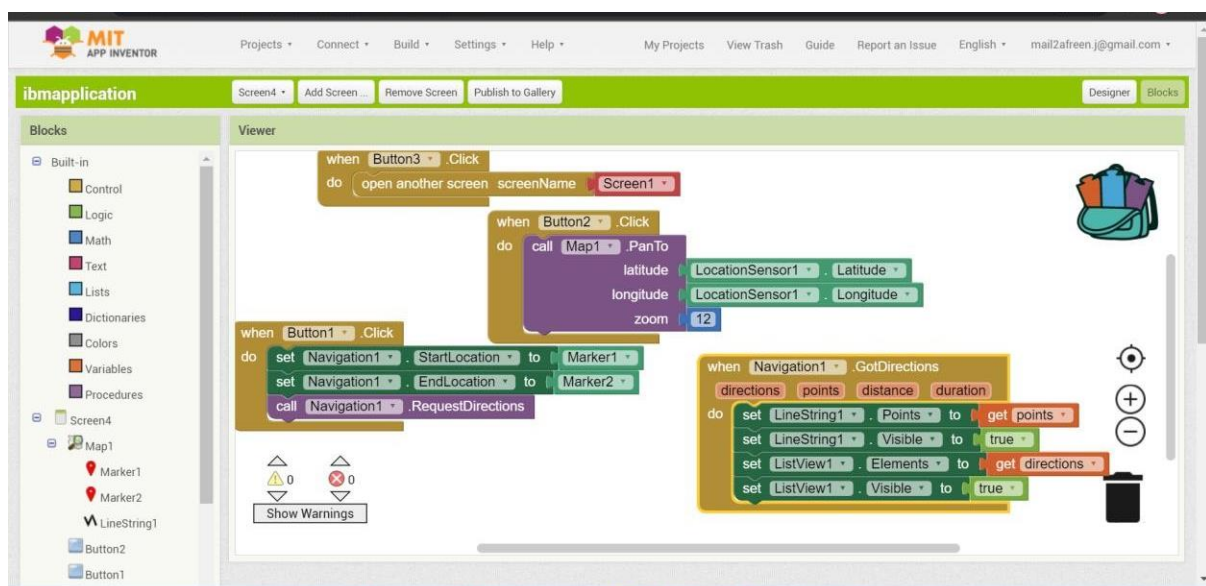 MIT
APP INVENTOR
Projects
Connect
Build
Settings
Help
My Projects
View Trash
Guide
Report an Issue
English
mail2afreen.j@gmail.com
ibmapplication
Screen4
Add Screen ...
Remove Screen
Publish to Gallery
Designer
Blocks
Blocks
Built-in
Control
Logic
Math
Text
Lists
Dictionaries
Colors
Variables
Procedures
Screen4
Map1
Marker1
Marker2
LineString1
Button2
Button1
Viewer
when Button3 .Click
do open another screen screenName Screen1
when Button2 .Click
do call Map1 .PanTo
latitude LocationSensor1 . Latitude
longitude LocationSensor1 . Longitude
zoom 12
when Button1 .Click
do set Navigation1 . StartLocation to Marker1
set Navigation1 . EndLocation to Marker2
call Navigation1 .RequestDirections
when Navigation1 .GotDirections
directions points distance duration
do set LineString1 . Points to get points
set LineString1 . Visible to true
set ListView1 . Elements to get directions
set ListView1 . Visible to true
0 0
Show Warnings